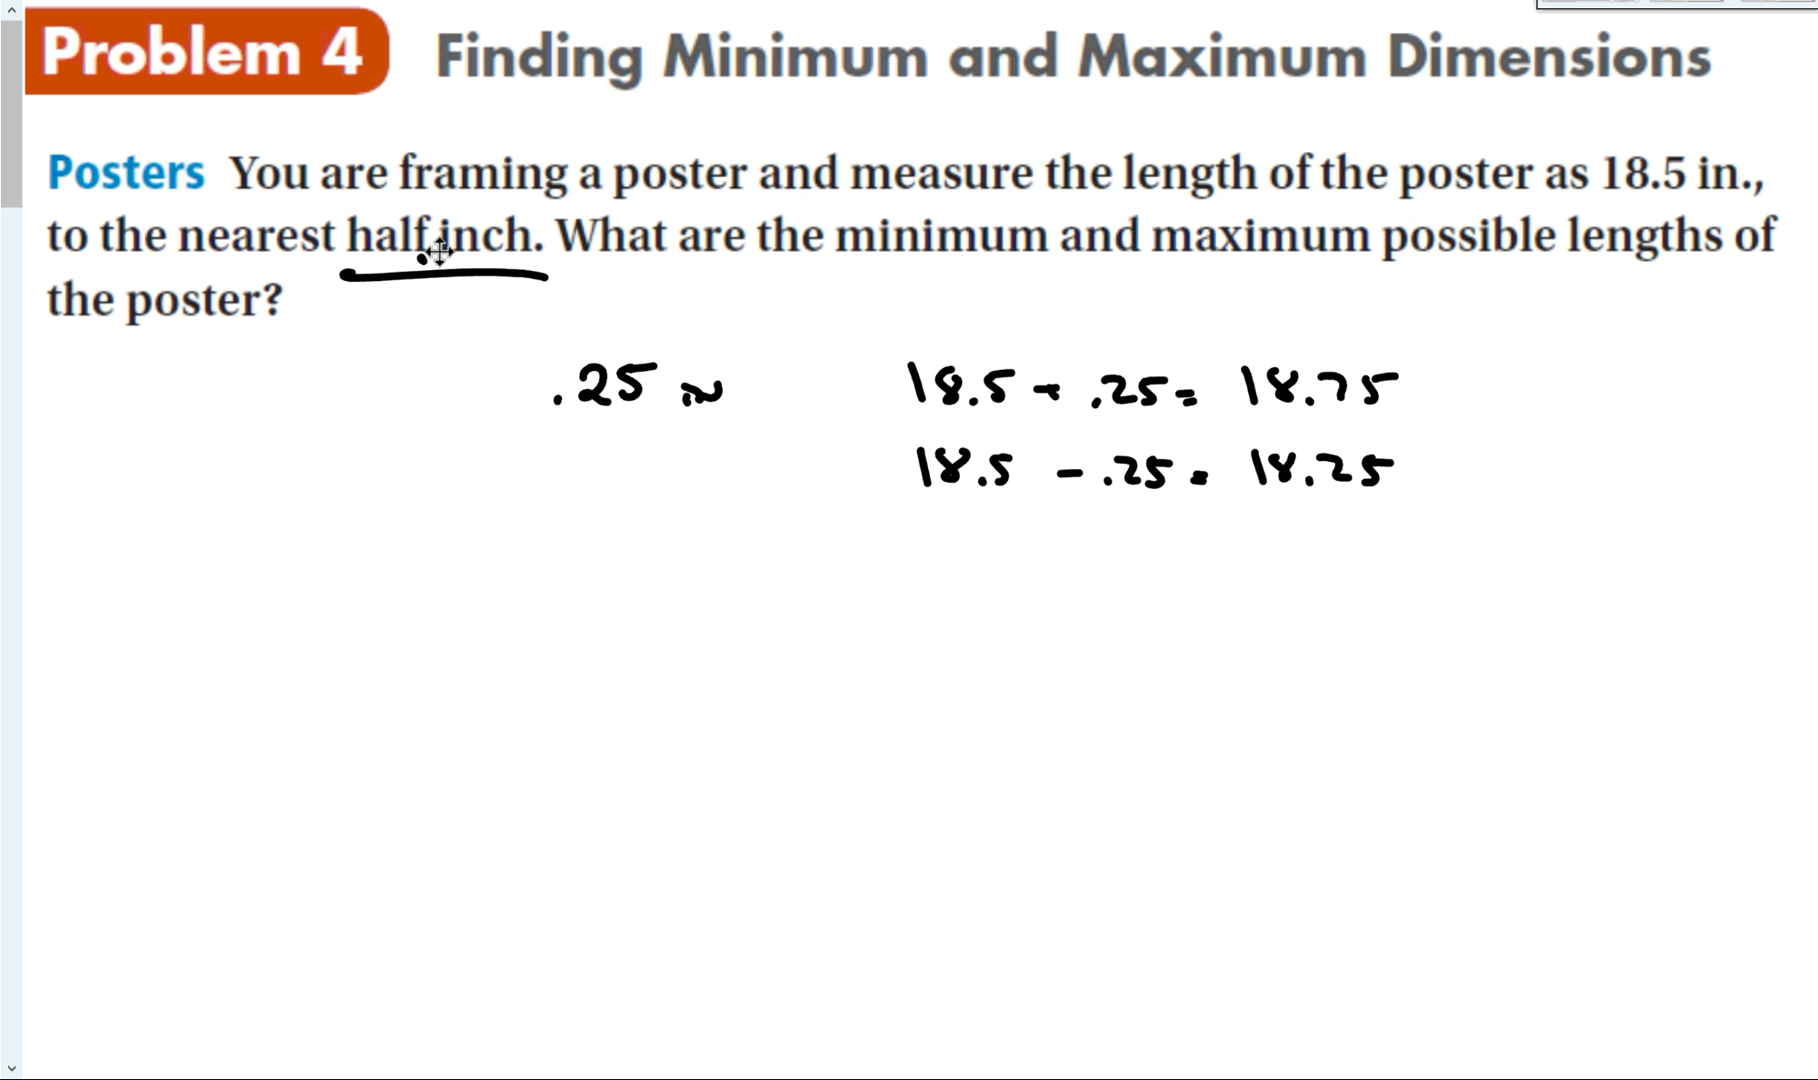 Problem 4 Finding Minimum and Maximum Dimensions
Posters You are framing a poster and measure the length of the poster as 18.5 in.,
to the nearest half inch. What are the minimum and maximum possible lengths of
the poster?
.25 in 18.5 + .25 = 18.75
18.5 - .25 = 18.25